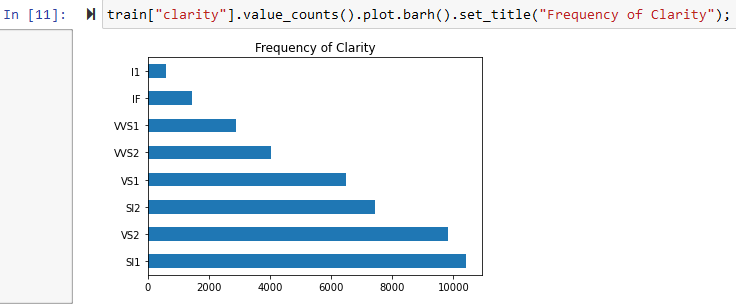 In [11]: train["clarity"].value_counts().plot.barh().set_title("Frequency of Clarity");
Frequency of Clarity
I1
IF
VVS1
VVS2
VS1
SI2
VS2
SI1
0 2000 4000 6000 8000 10000